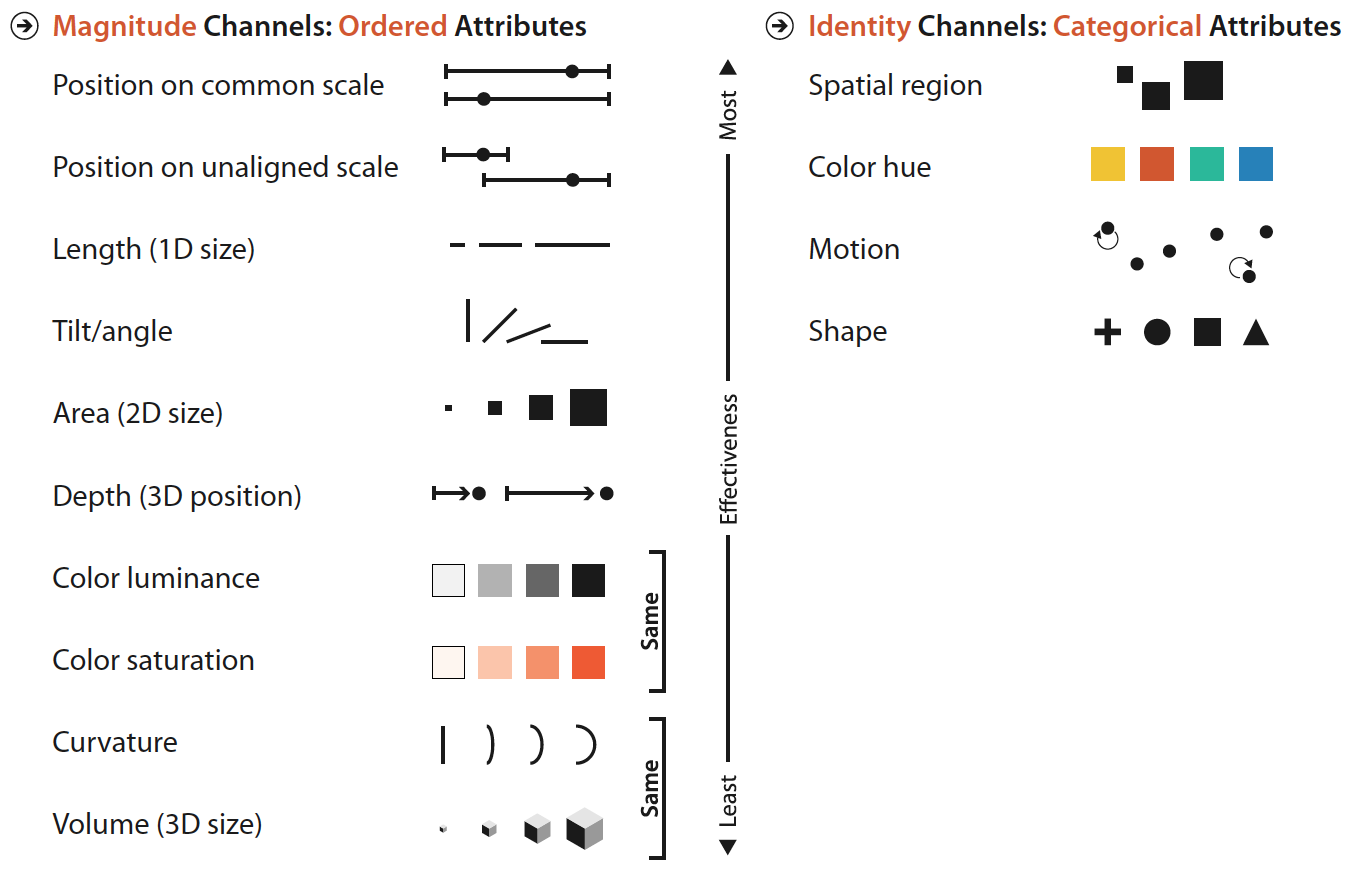 Magnitude Channels: Ordered Attributes
Position on common scale
Position on unaligned scale
Length (1D size)
Tilt/angle
Area (2D size)
Depth (3D position)
Color luminance
Color saturation
Curvature
Volume (3D size)
Same
Same
Most
Effectiveness
Least
Identity Channels: Categorical Attributes
Spatial region
Color hue
Motion
Shape